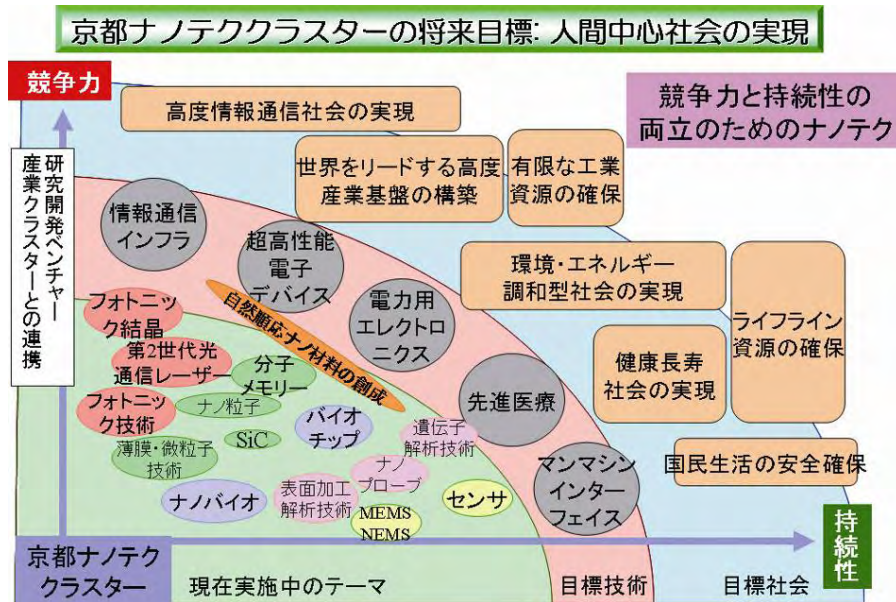 京都ナノテククラスターの将来目標: 人間中心社会の実現
競争力
競争力と持続性の
両立のためのナノテク
高度情報通信社会の実現
世界をリードする高度
産業基盤の構築
有限な工業
資源の確保
研究開発ベンチャー
産業クラスターとの連携
情報通信
インフラ
超高性能
電子
デバイス
環境・エネルギー
調和型社会の実現
ライフライン
資源の確保
電力用
エレクトロ
ニクス
自然順応ナノ材料の創成
健康長寿
社会の実現
フォトニッ
ク結晶
第2世代光
通信レーザー
分子
メモリー
フォトニッ
ク技術
ナノ粒子
先進医療
バイオ
チップ
遺伝子
解析技術
SiC
薄膜・微粒子
技術
国民生活の安全確保
ナノ
プローブ
マンマシン
インター
フェイス
ナノバイオ
表面加工
解析技術
センサ
MEMS
NEMS
持続性
京都ナノテク
クラスター
現在実施中のテーマ
目標技術
目標社会